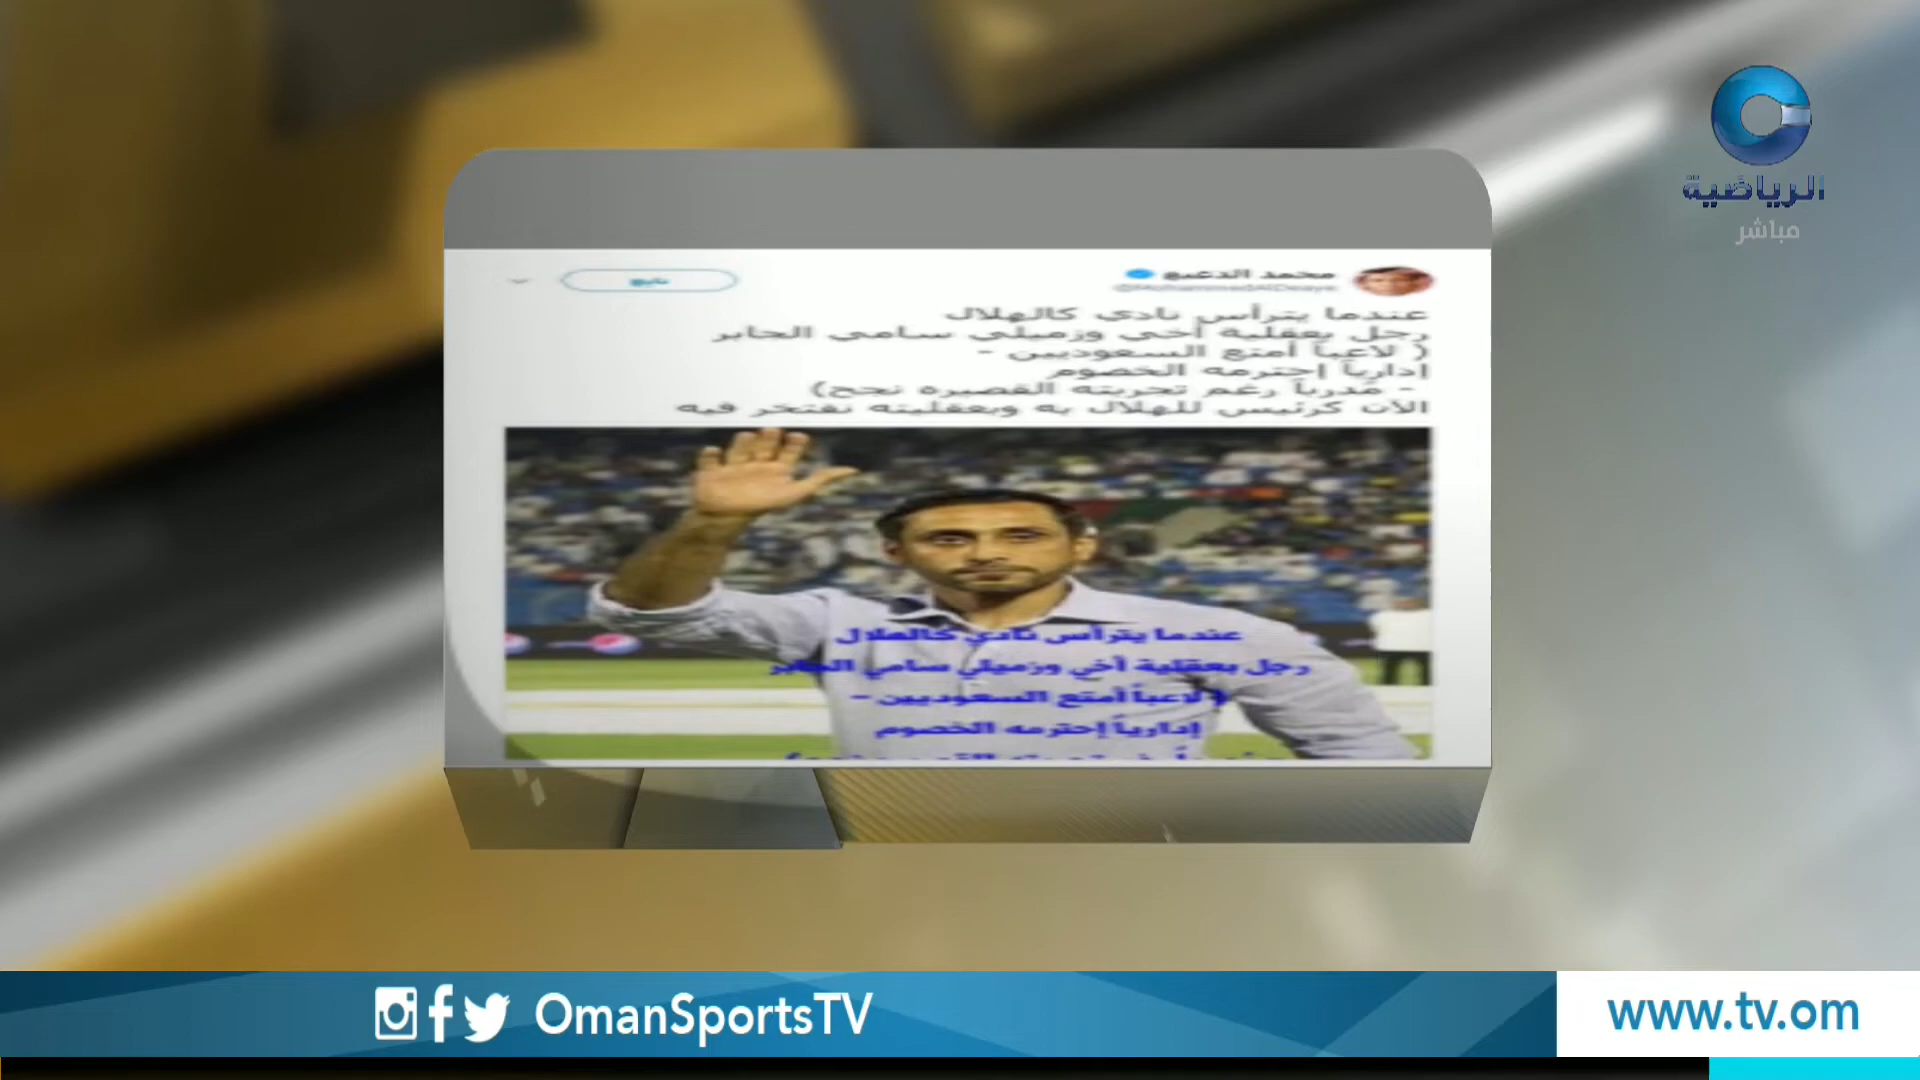 الرياضية
مباشر
محمد الدعيع
تابع
عندما يترأس نادي كالهلال
رجل بعقلية أخي وزميلي سامي الجابر
( لاعباً أمتع السعوديين -
إدارياً إحترمه الخصوم
- مُدرباً رغم تجربته القصيره نجح)
الآن كرئيس للهلال به وبعقليته نفتخر فيه
عندما يترأس نادي كالهلال
رجل بعقلية أخي وزميلي سامي الجابر
( لاعباً أمتع السعوديين -
إدارياً إحترمه الخصوم
OmanSportsTV
www.tv.om